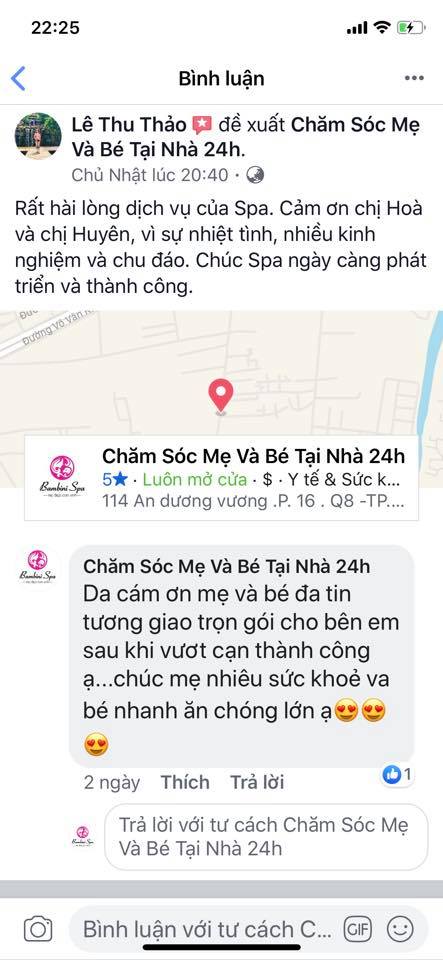 22:25
Bình luận
Lê Thu Thảo đề xuất Chăm Sóc Mẹ
Và Bé Tại Nhà 24h.
Chủ Nhật lúc 20:40 ·
Rất hài lòng dịch vụ của Spa. Cảm ơn chị Hoà
và chị Huyên, vì sự nhiệt tình, nhiều kinh
nghiệm và chu đáo. Chúc Spa ngày càng phát
triển và thành công.
Đường Võ Văn
Chăm Sóc Mẹ Và Bé Tại Nhà 24h
Bambini Spa
5★ · Luôn mở cửa · $ · Y tế & Sức k...
114 An dương vương .P. 16 . Q8 -TP....
Bambini Spa
Chăm Sóc Mẹ Và Bé Tại Nhà 24h
Da cám ơn mẹ và bé đa tin
tương giao trọn gói cho bên em
sau khi vươt cạn thành công
ạ...chúc mẹ nhiêu sức khoẻ va
bé nhanh ăn chóng lớn ạ😍😍
😍
2 ngày Thích Trả lời 1
Trả lời với tư cách Chăm Sóc Mẹ
Và Bé Tại Nhà 24h
Bình luận với tư cách C... GIF